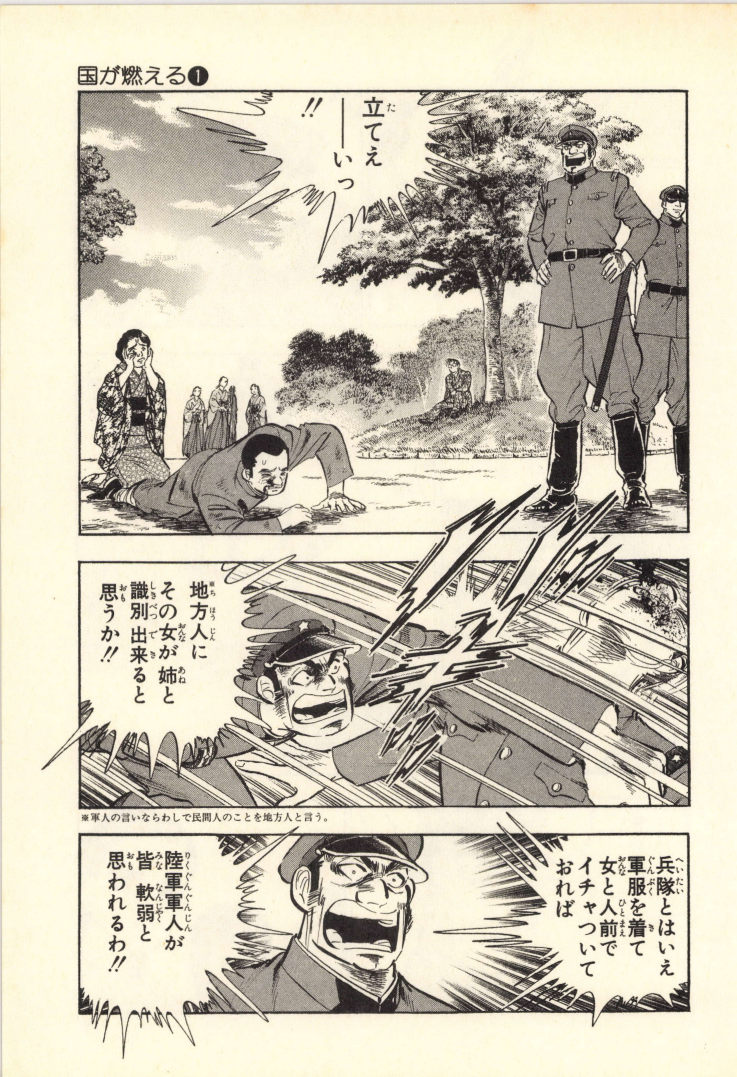 国が燃える❶
立てえ
──いっ
!!
地方人に
その女が姉と
識別出来ると
思うか!!
※軍人の言いならわしで民間人のことを地方人と言う。
兵隊とはいえ
軍服を着て
女と人前で
イチャついて
おれば
陸軍軍人が
皆 軟弱と
思われるわ!!